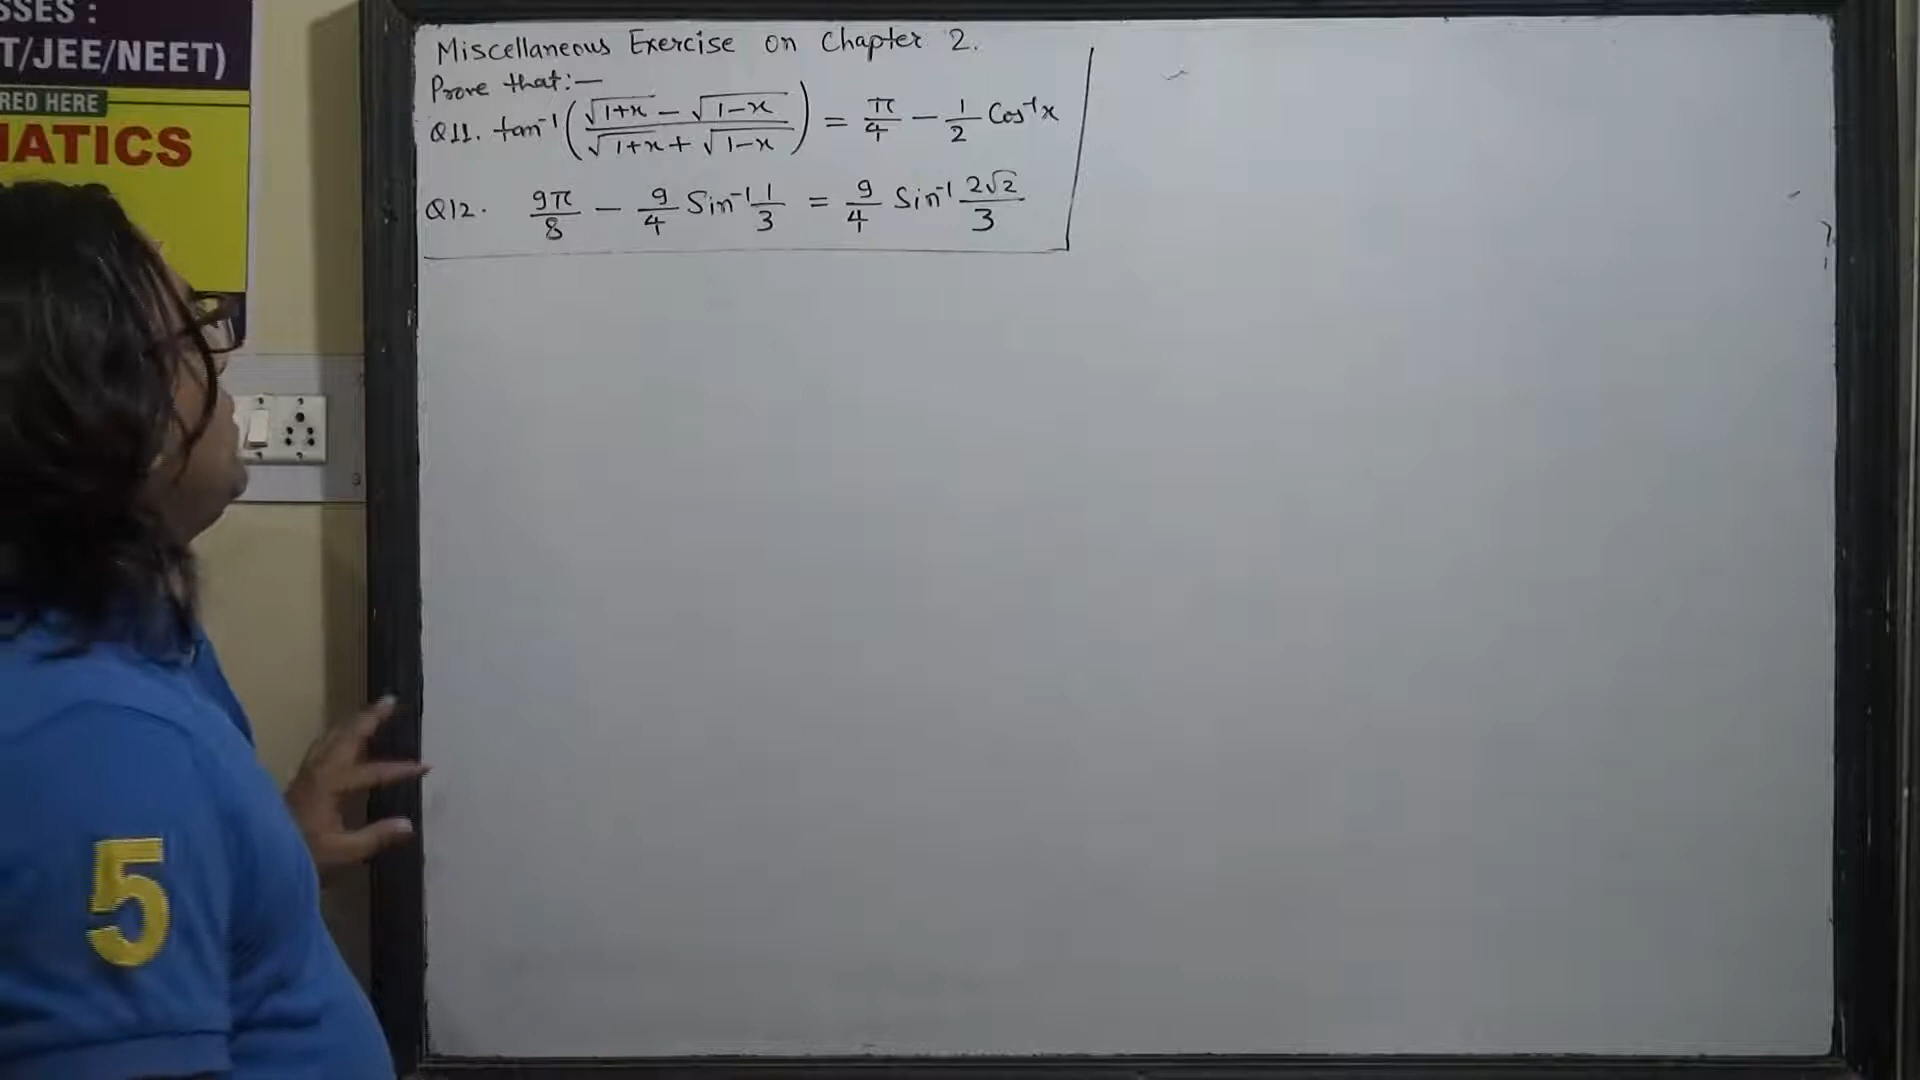 SSES :
T/JEE/NEET)
RED HERE
MATICS
Miscellaneous Exercise on Chapter 2.
Prove that:—
Q11. tan⁻¹((√1+x − √1−x)/(√1+x + √1−x)) = π/4 − 1/2 Cos⁻¹x
Q12. 9π/8 − 9/4 Sin⁻¹ 1/3 = 9/4 Sin⁻¹ 2√2/3
5